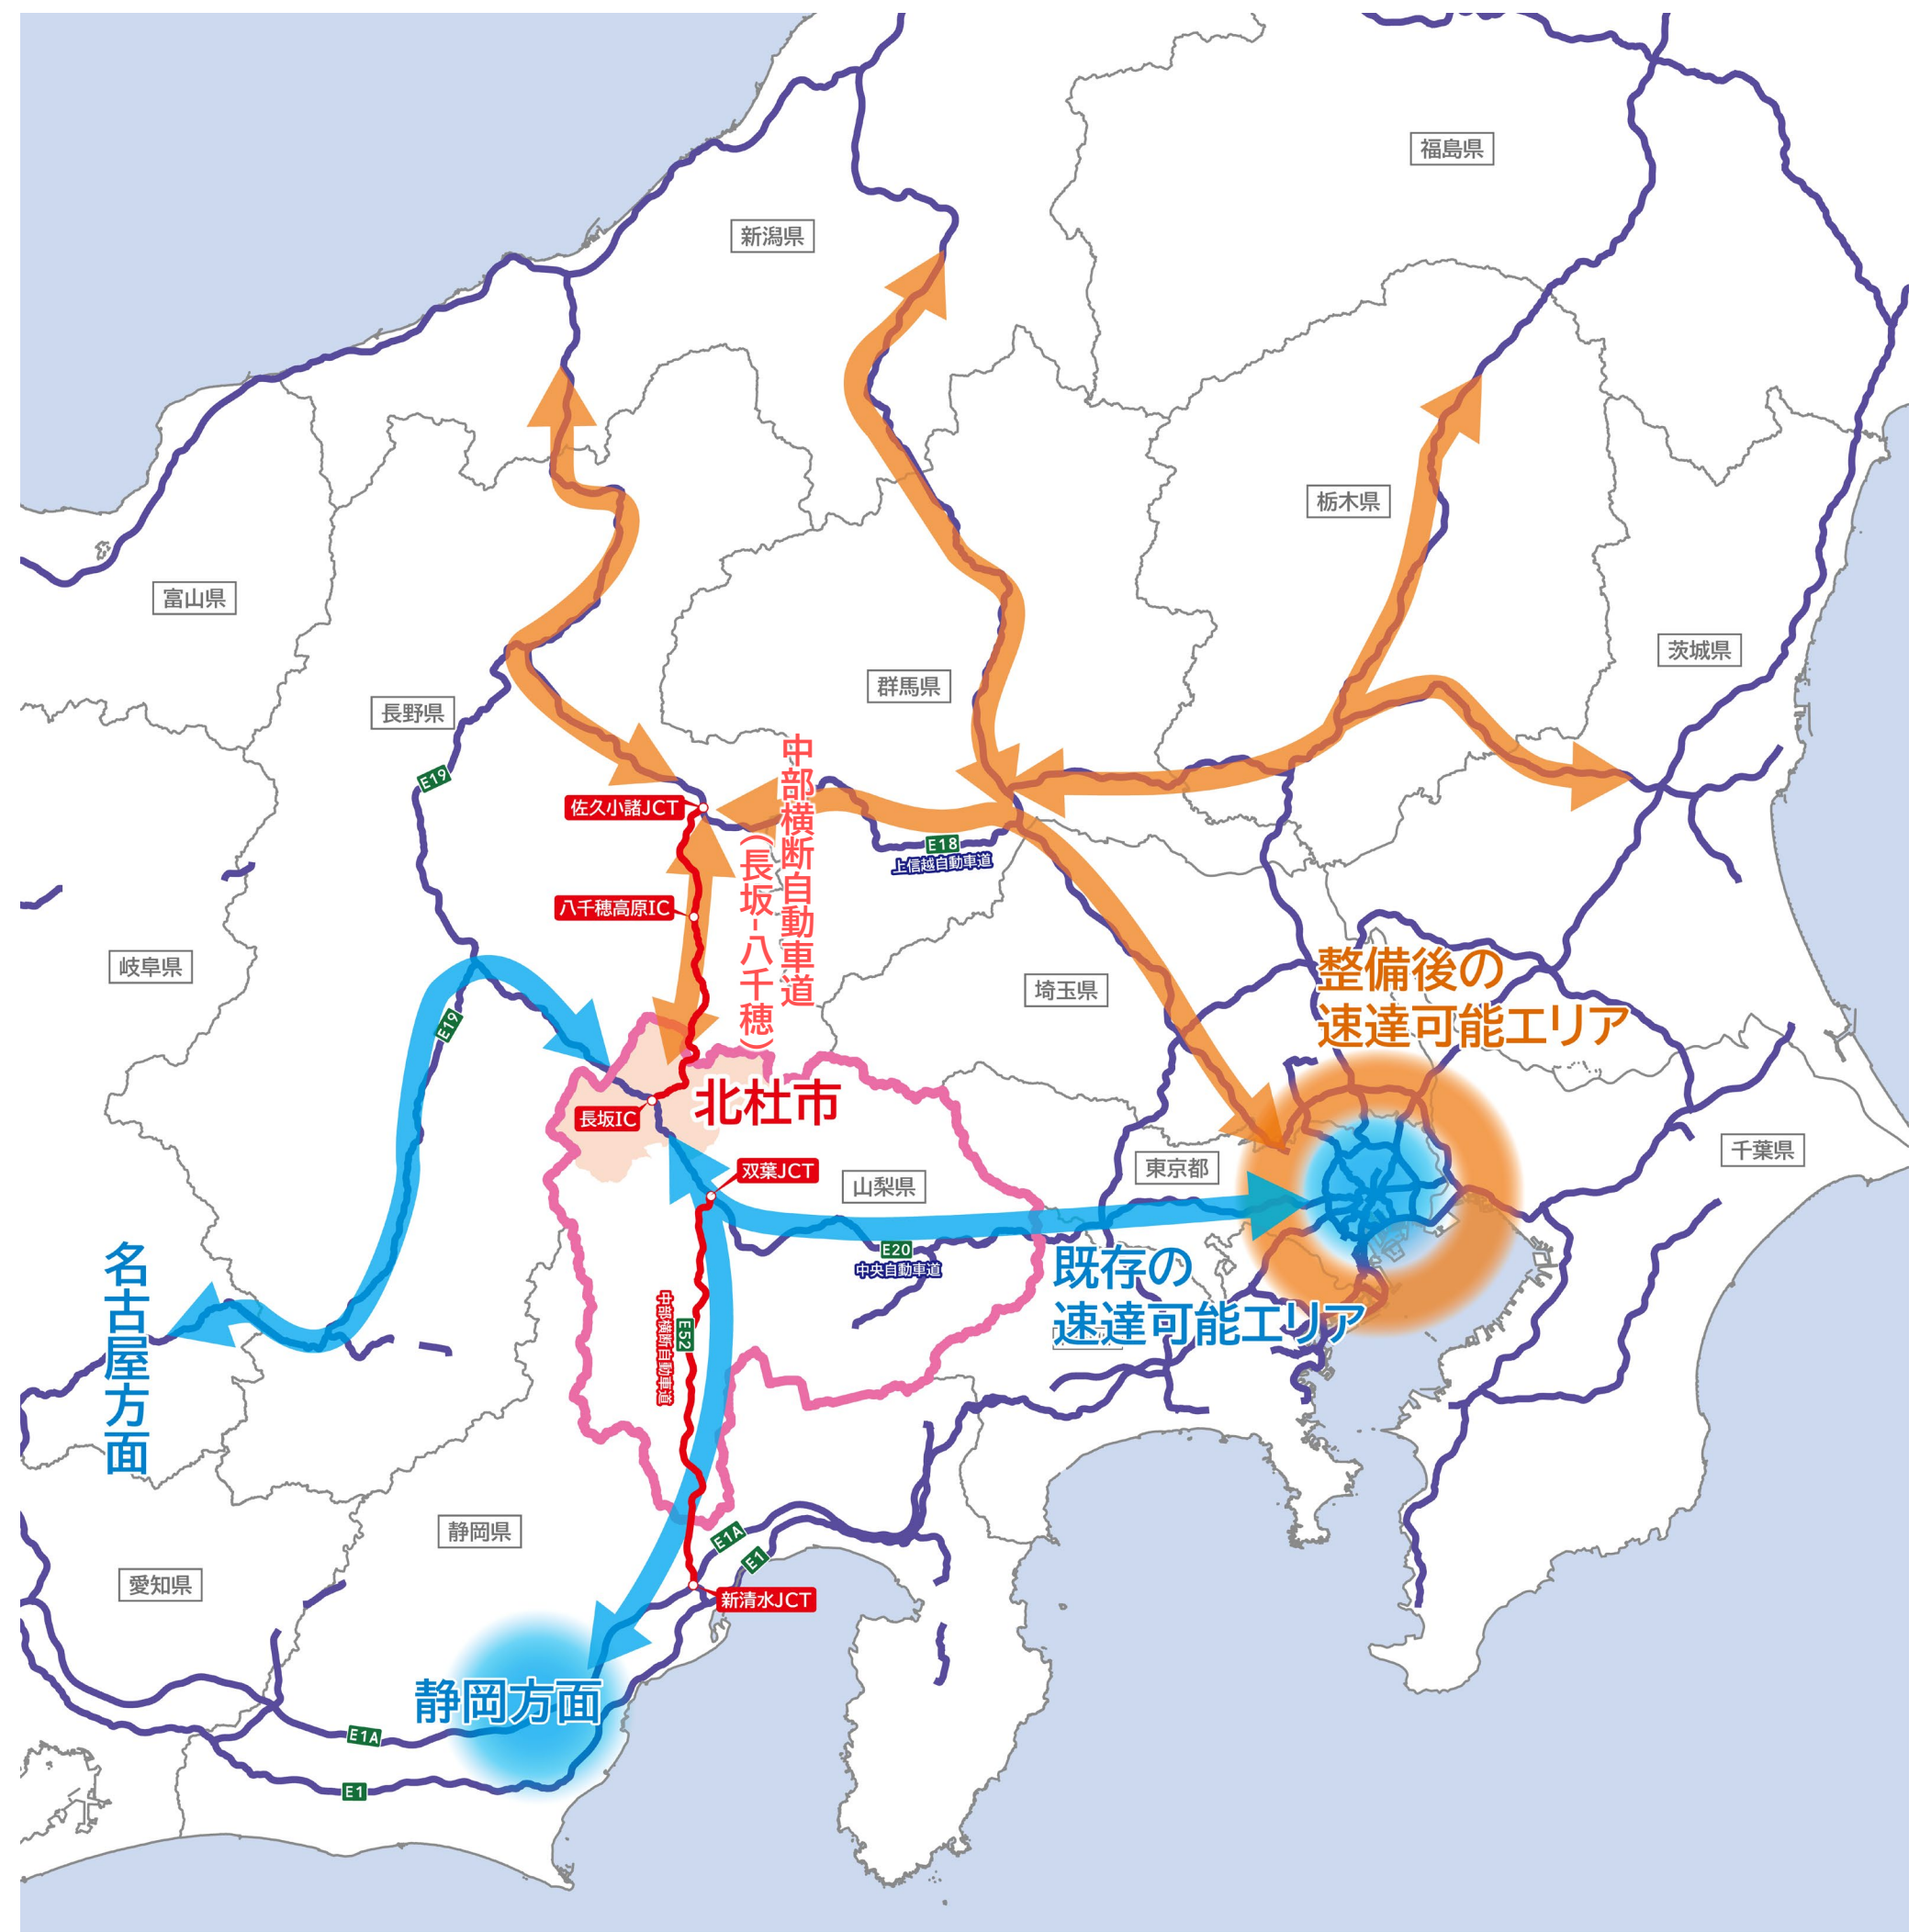 福島県
新潟県
栃木県
富山県
茨城県
群馬県
長野県
中部横断自動車道
(長坂-八千穂)
E19
佐久小諸JCT
E18
上信越自動車道
八千穂高原IC
岐阜県
埼玉県
整備後の
速達可能エリア
E19
北杜市
長坂IC
千葉県
双葉JCT
山梨県
東京都
E20
中央自動車道
既存の
速達可能エリア
名古屋方面
E52
中部横断自動車道
静岡県
E1A
E1
愛知県
新清水JCT
静岡方面
E1A
E1